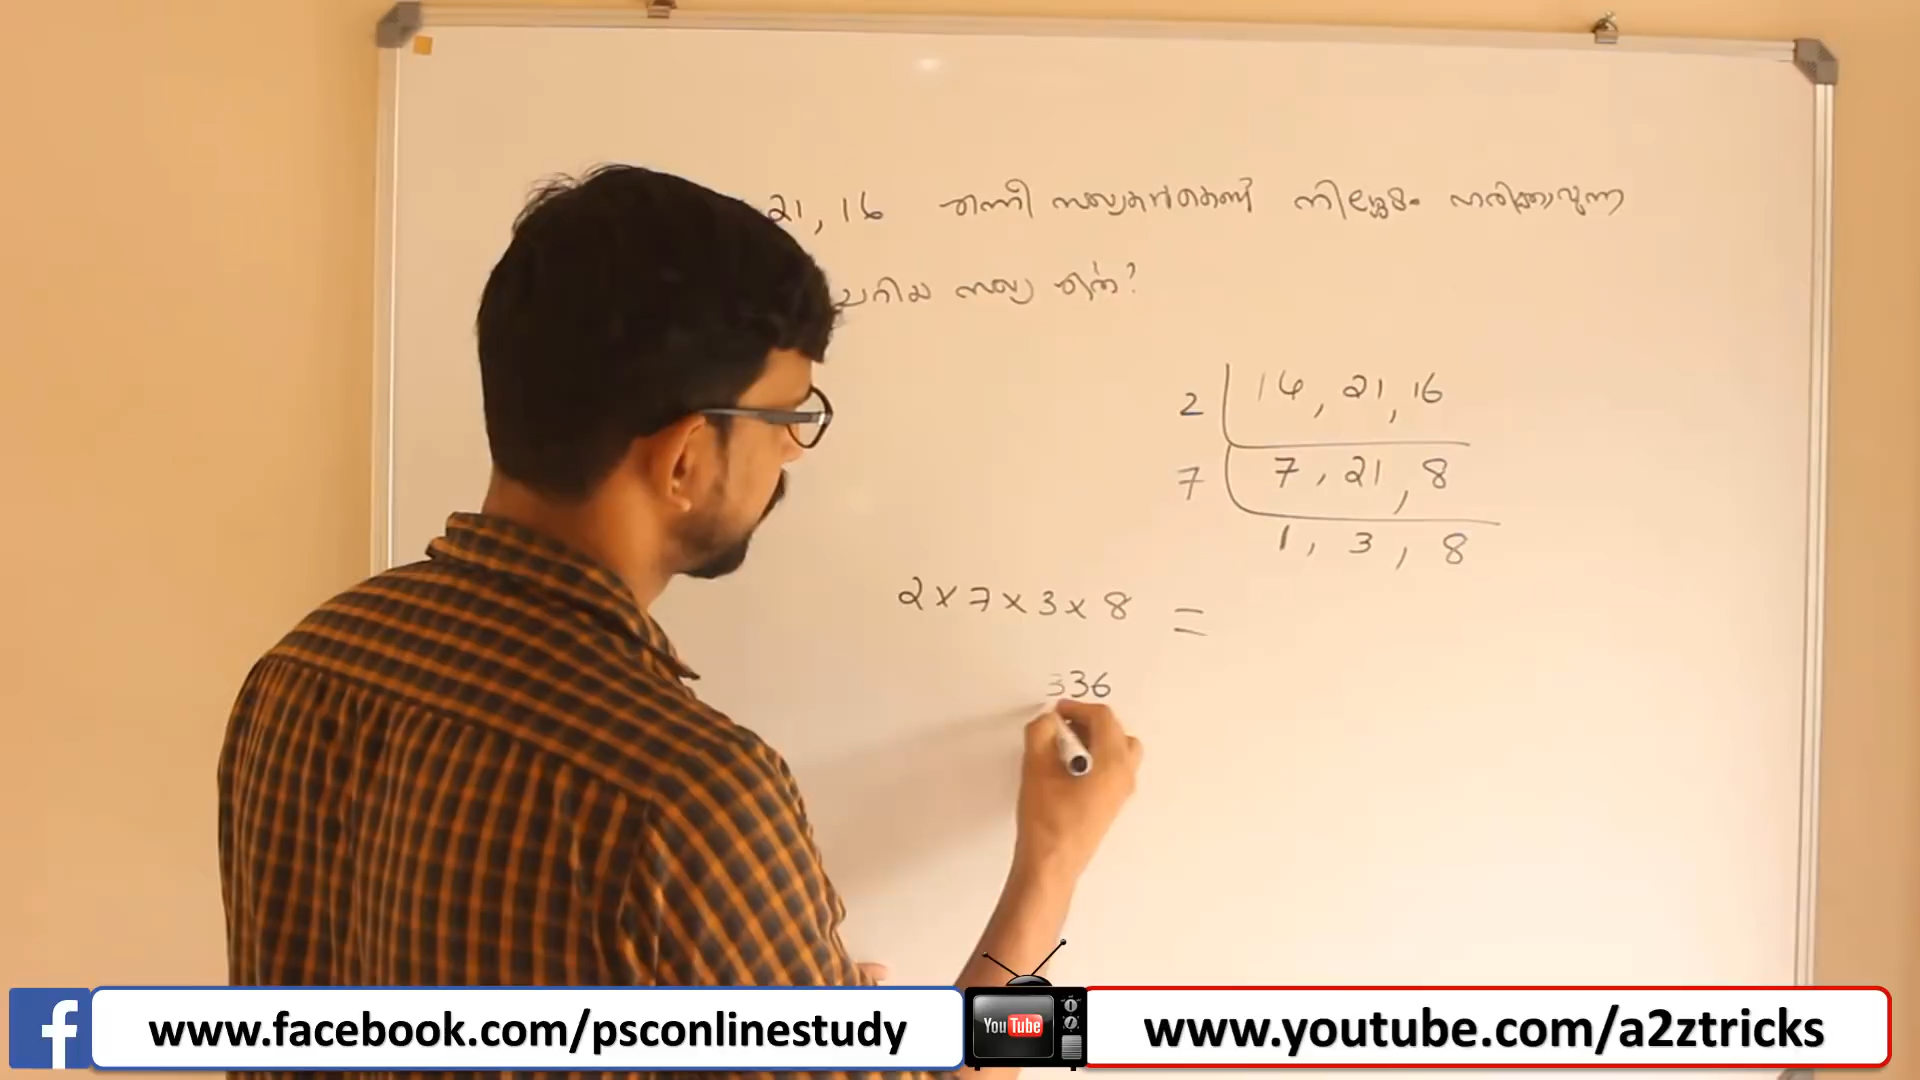 21, 16 എന്നീ സംഖ്യകൾകൊണ്ട് നിശ്ശേഷം ഹരിക്കാവുന്ന
ചെറിയ സംഖ്യ ഏത്?
2 14, 21, 16
7 7, 21, 8
1, 3, 8
2 x 7 x 3 x 8 =
336
f www.facebook.com/psconlinestudy YouTube www.youtube.com/a2ztricks